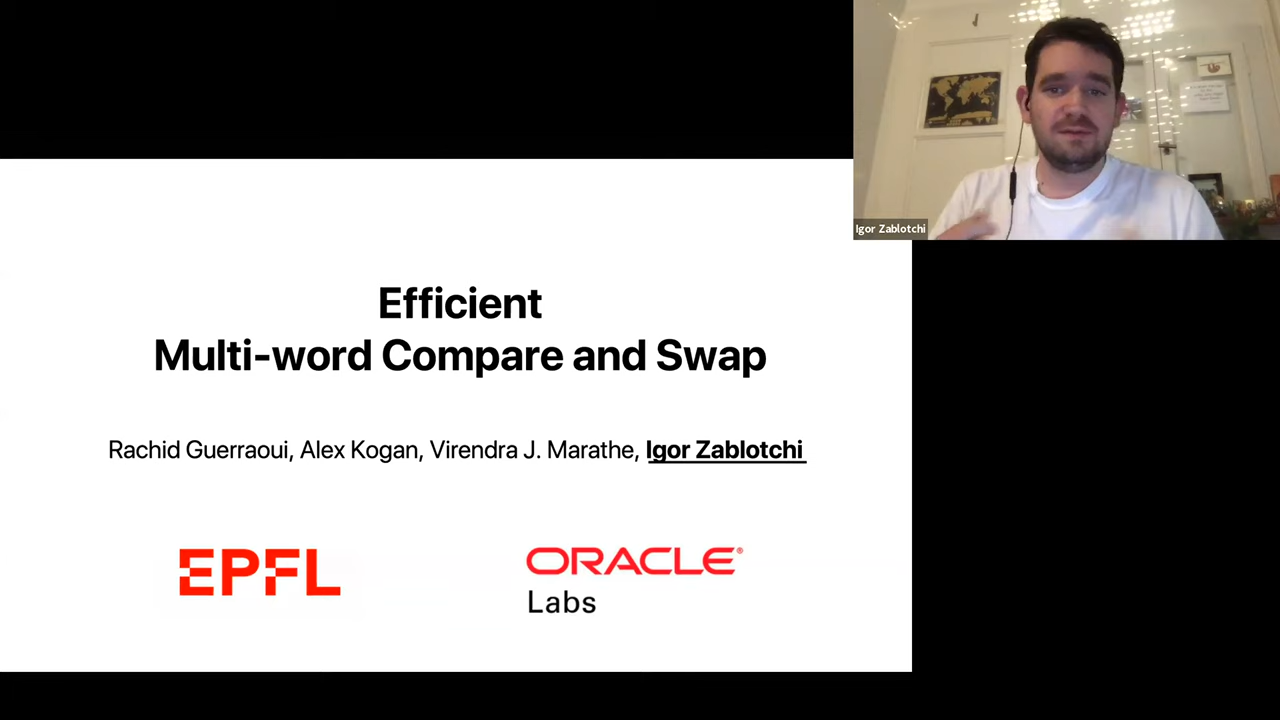 Igor Zablotchi
Efficient
Multi-word Compare and Swap
Rachid Guerraoui, Alex Kogan, Virendra J. Marathe, Igor Zablotchi
EPFL
ORACLE®
Labs